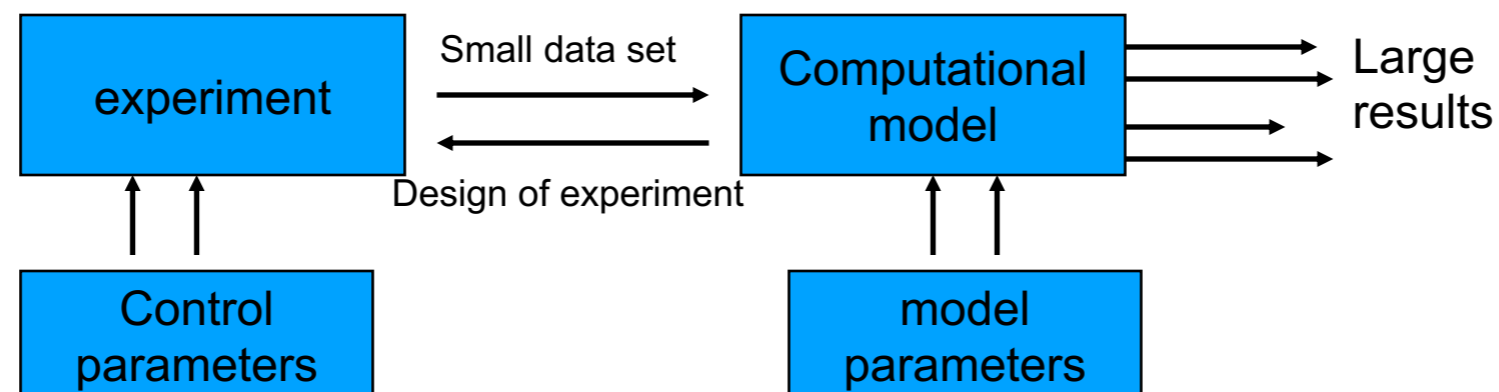 experiment
Small data set
Design of experiment
Computational
model
Large
results
Control
parameters
model
parameters